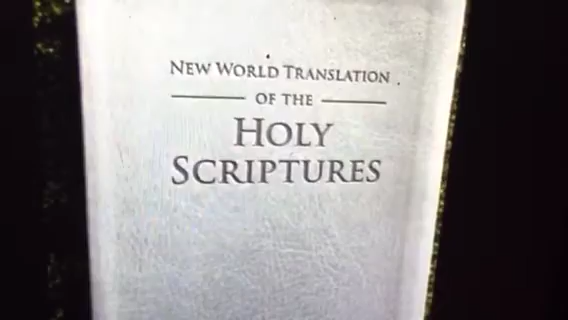 NEW WORLD TRANSLATION
OF THE
HOLY
SCRIPTURES